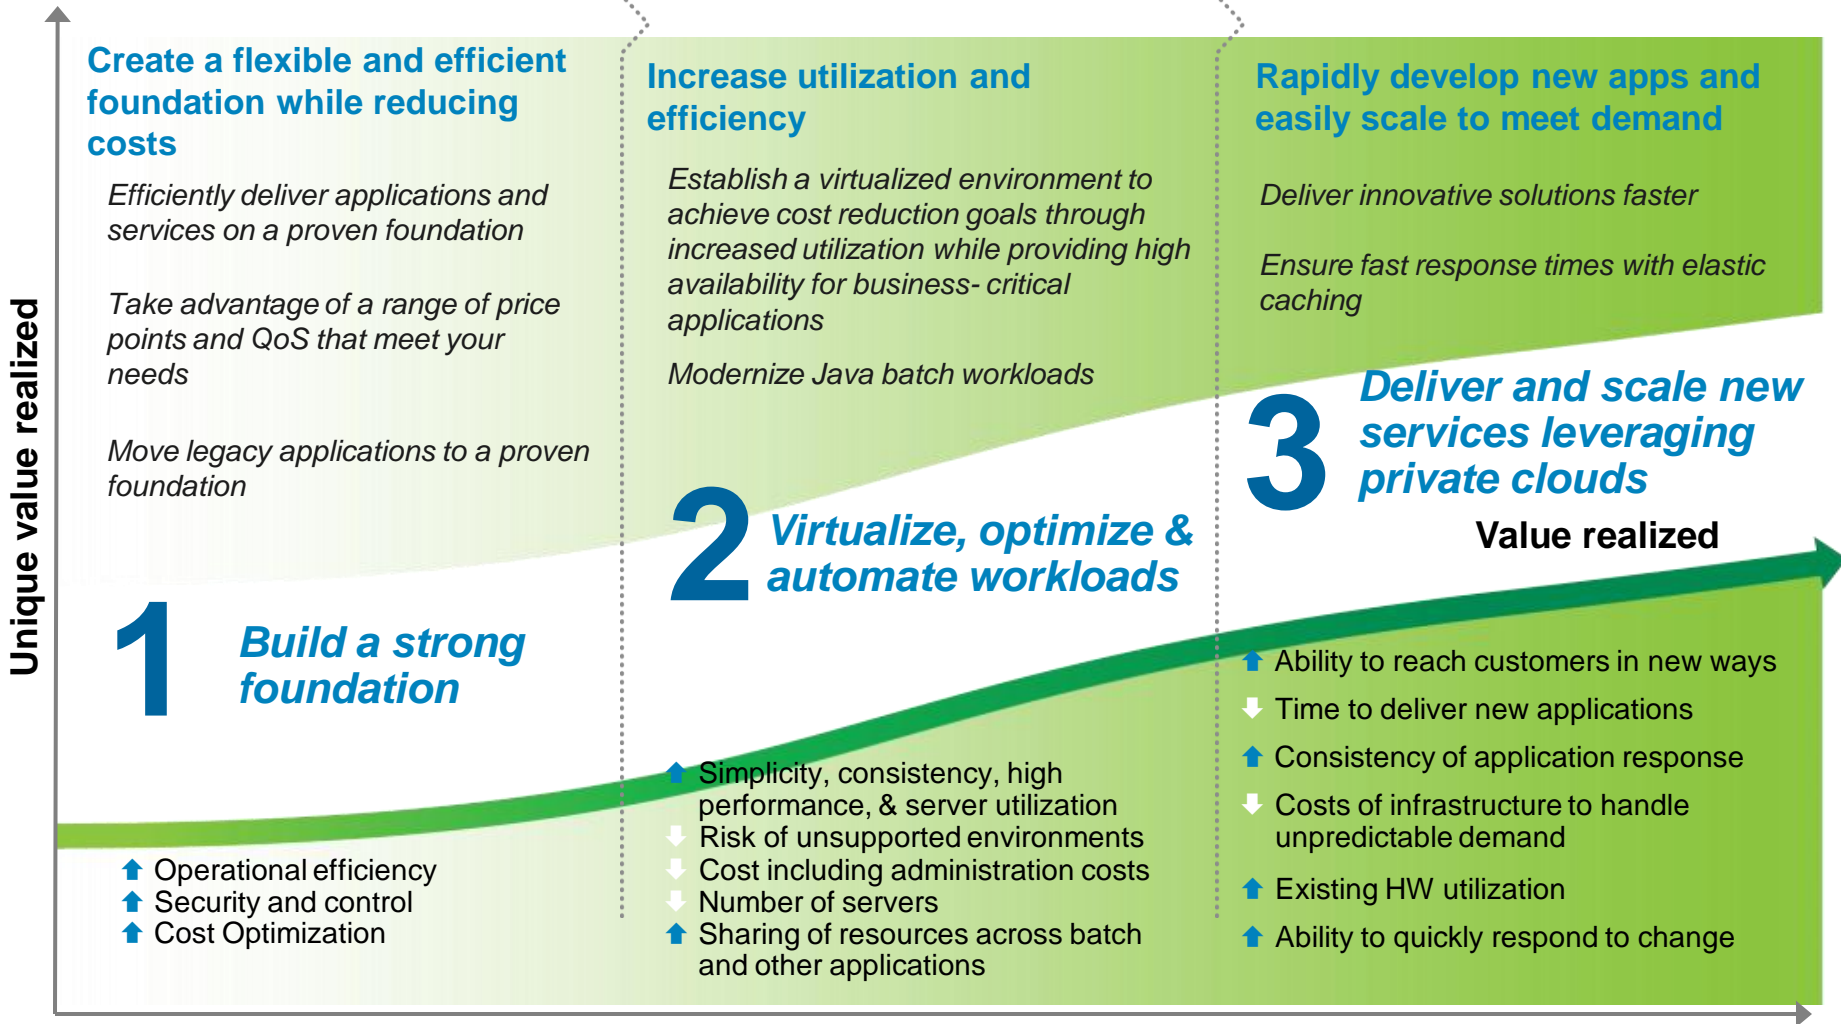 Unique value realized
Create a flexible and efficient
foundation while reducing
costs
Efficiently deliver applications and
services on a proven foundation
Take advantage of a range of price
points and QoS that meet your
needs
Move legacy applications to a proven
foundation
1
Build a strong
foundation
Operational efficiency
Security and control
Cost Optimization
Increase utilization and
efficiency
Establish a virtualized environment to
achieve cost reduction goals through
increased utilization while providing high
availability for business- critical
applications
Modernize Java batch workloads
2
Virtualize, optimize &
automate workloads
Simplicity, consistency, high
performance, & server utilization
Risk of unsupported environments
Cost including administration costs
Number of servers
Sharing of resources across batch
and other applications
Rapidly develop new apps and
easily scale to meet demand
Deliver innovative solutions faster
Ensure fast response times with elastic
caching
3
Deliver and scale new
services leveraging
private clouds
Value realized
Ability to reach customers in new ways
Time to deliver new applications
Consistency of application response
Costs of infrastructure to handle
unpredictable demand
Existing HW utilization
Ability to quickly respond to change